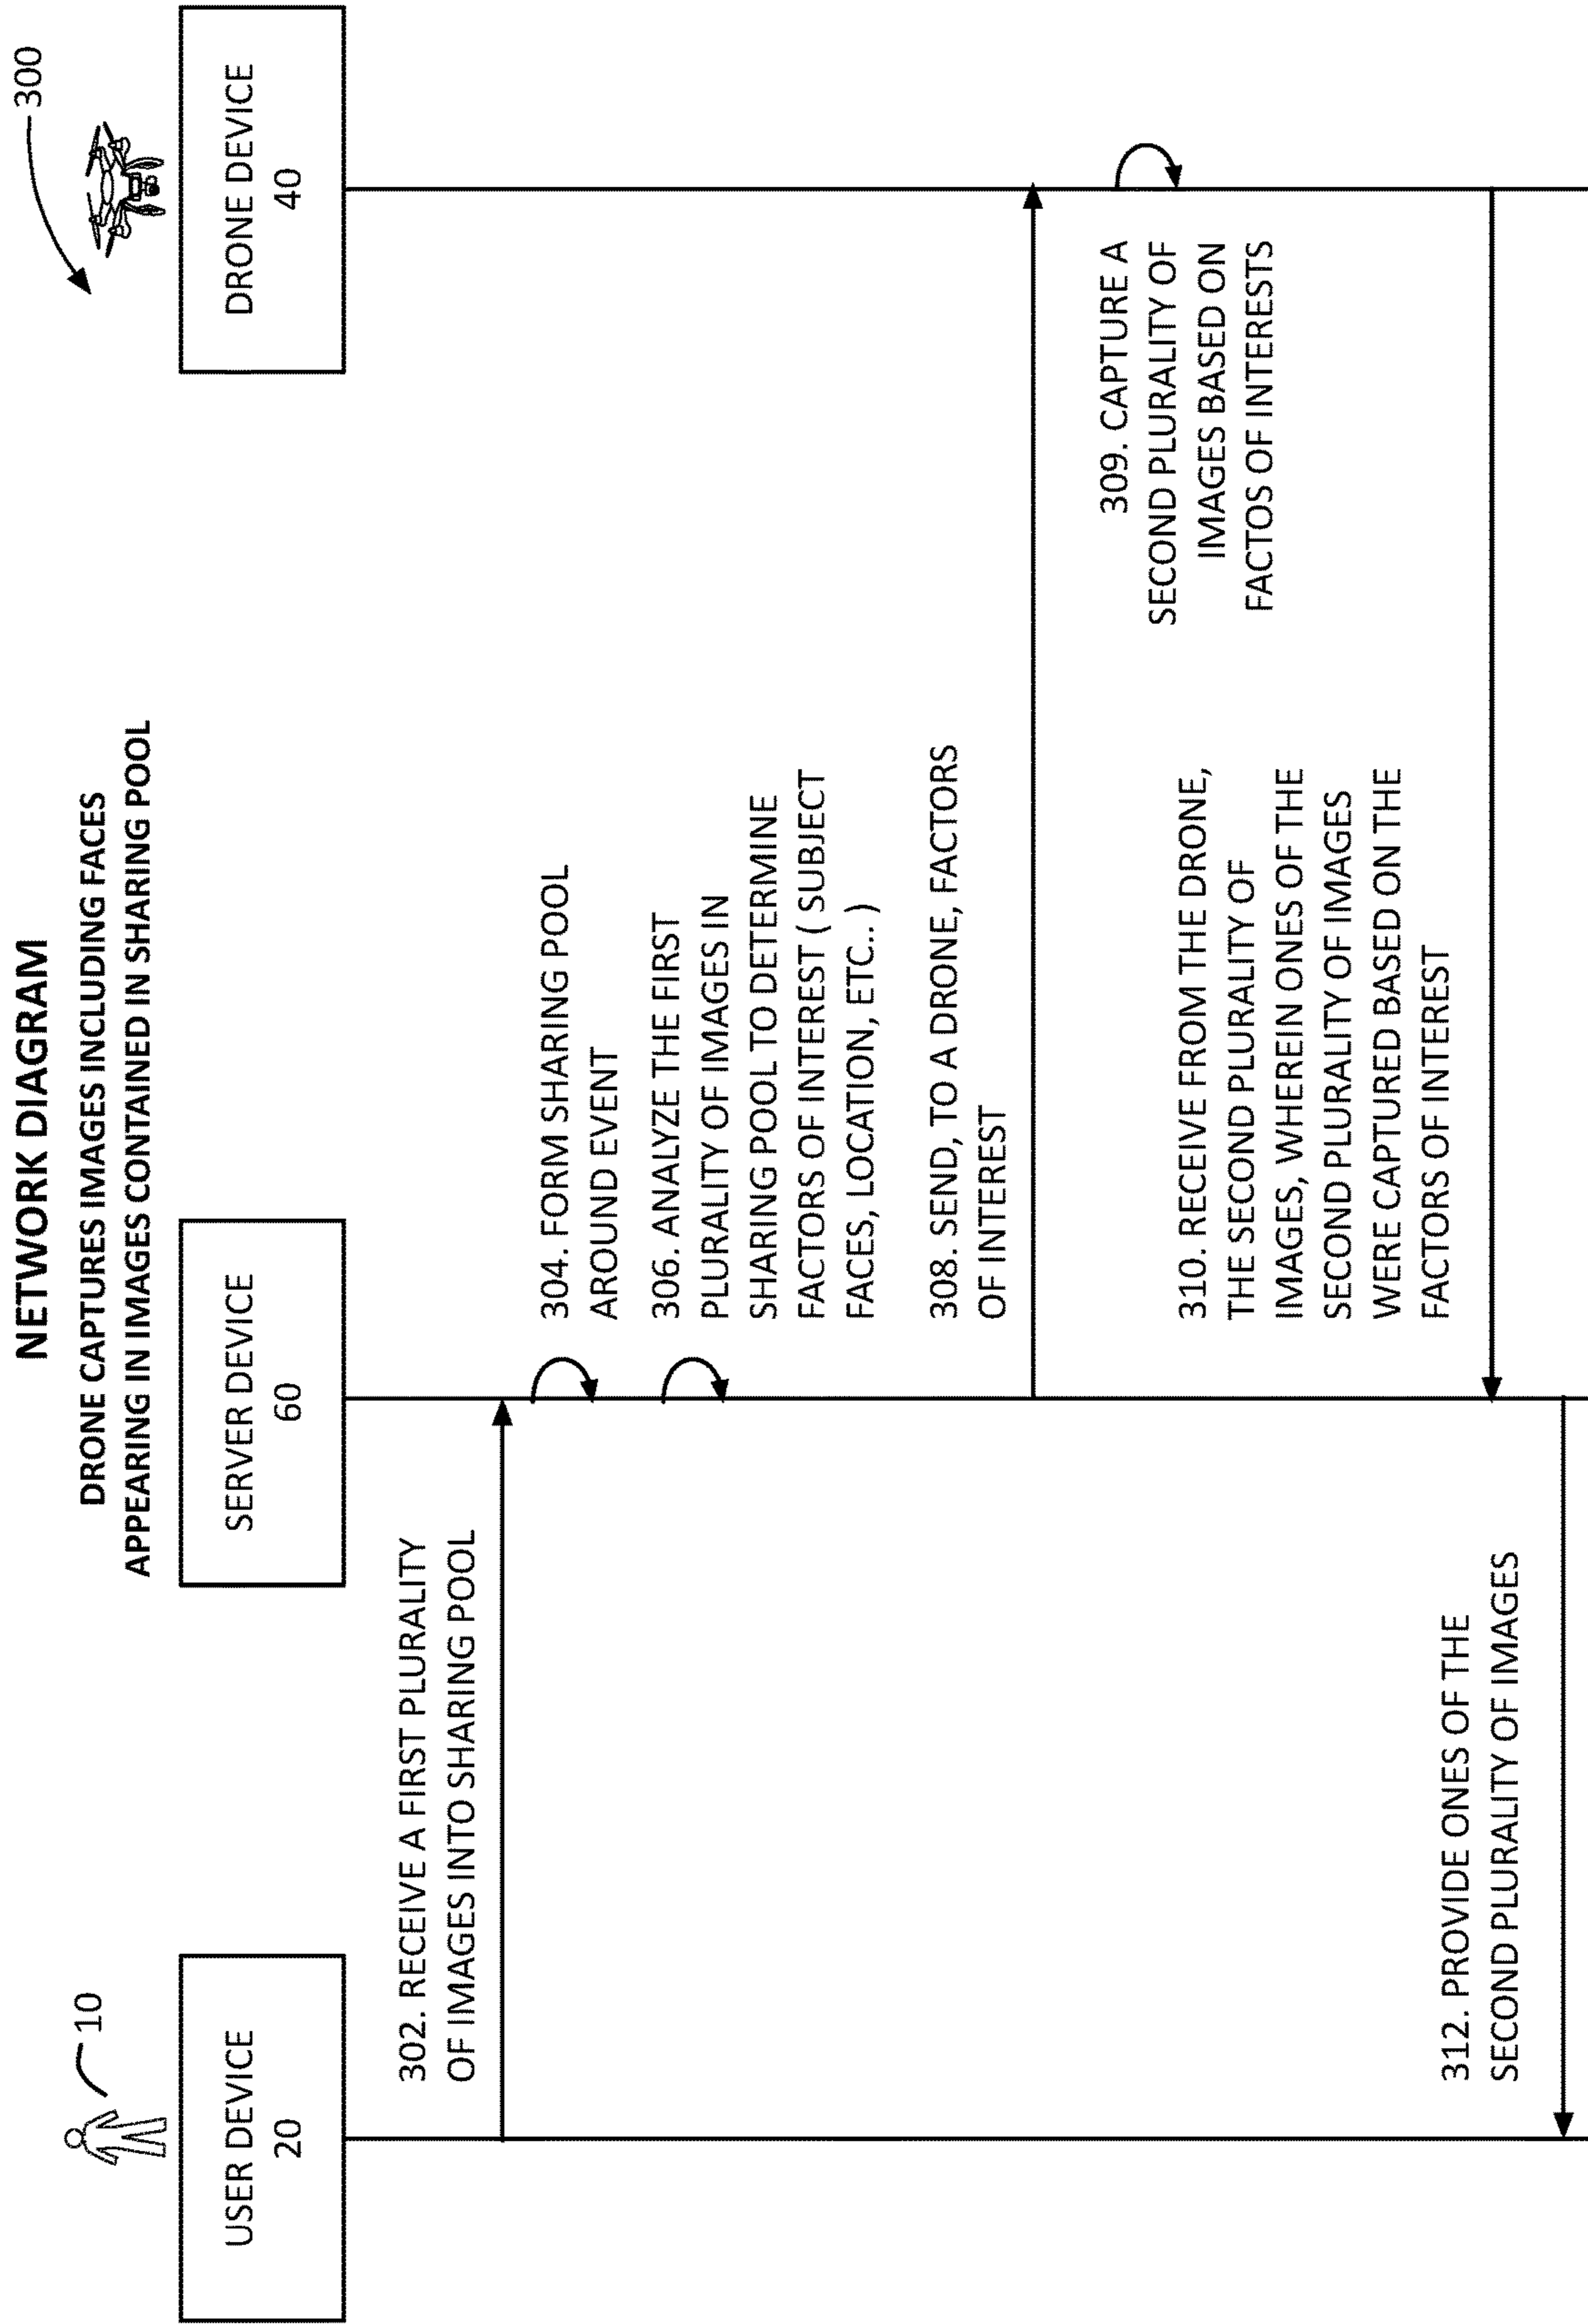 NETWORK DIAGRAM
DRONE CAPTURES IMAGES INCLUDING FACES
APPEARING IN IMAGES CONTAINED IN SHARING POOL
300
10
USER DEVICE
20
SERVER DEVICE
60
DRONE DEVICE
40
302. RECEIVE A FIRST PLURALITY
OF IMAGES INTO SHARING POOL
304. FORM SHARING POOL
AROUND EVENT
306. ANALYZE THE FIRST
PLURALITY OF IMAGES IN
SHARING POOL TO DETERMINE
FACTORS OF INTEREST ( SUBJECT
FACES, LOCATION, ETC.. )
308. SEND, TO A DRONE, FACTORS
OF INTEREST
309. CAPTURE A
SECOND PLURALITY OF
IMAGES BASED ON
FACTOS OF INTERESTS
310. RECEIVE FROM THE DRONE,
THE SECOND PLURALITY OF
IMAGES, WHEREIN ONES OF THE
SECOND PLURALITY OF IMAGES
WERE CAPTURED BASED ON THE
FACTORS OF INTEREST
312. PROVIDE ONES OF THE
SECOND PLURALITY OF IMAGES